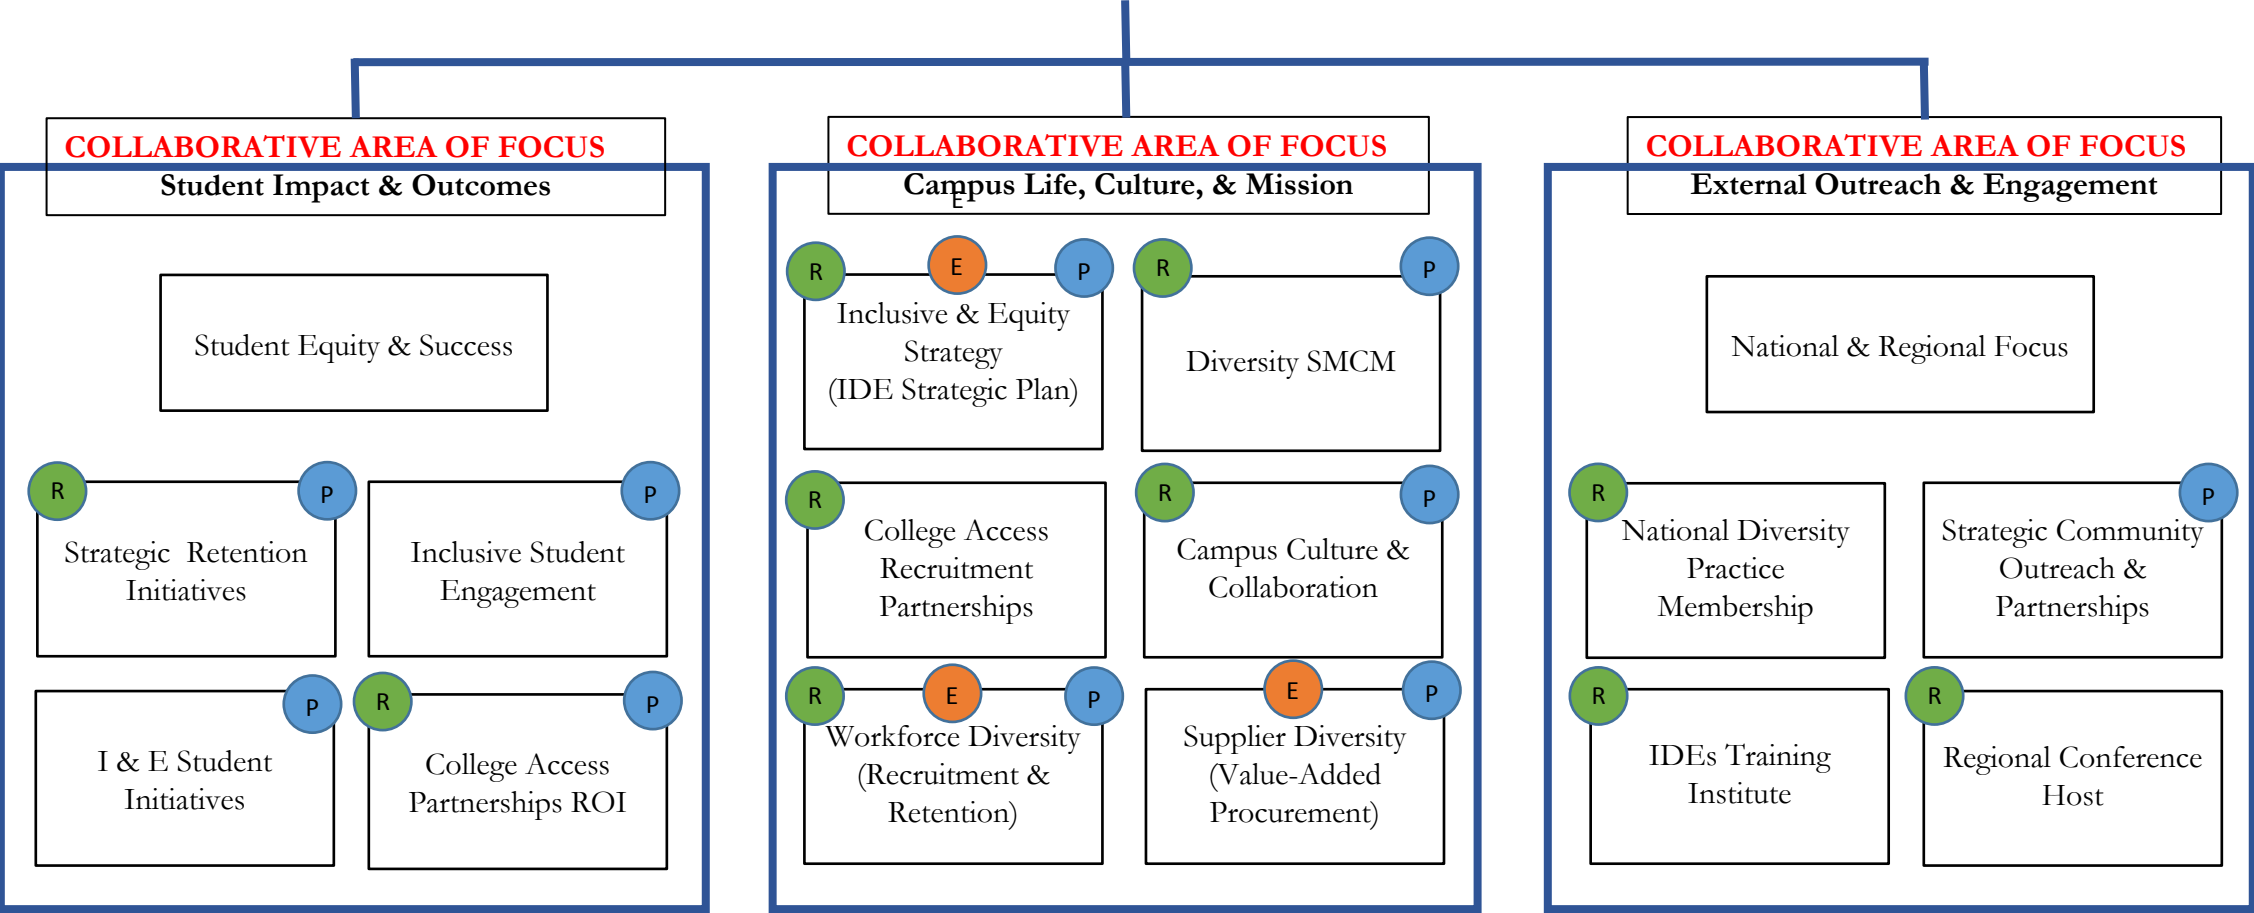 COLLABORATIVE AREA OF FOCUS
Student Impact & Outcomes
Student Equity & Success
R
P
Strategic Retention
Initiatives
P
Inclusive Student
Engagement
P
I & E Student
Initiatives
R
P
College Access
Partnerships ROI
COLLABORATIVE AREA OF FOCUS
Campus Life, Culture, & Mission
E
R
E
P
Inclusive & Equity
Strategy
(IDE Strategic Plan)
R
P
Diversity SMCM
R
College Access
Recruitment
Partnerships
R
P
Campus Culture &
Collaboration
R
E
P
Workforce Diversity
(Recruitment &
Retention)
E
P
Supplier Diversity
(Value-Added
Procurement)
COLLABORATIVE AREA OF FOCUS
External Outreach & Engagement
National & Regional Focus
R
National Diversity
Practice
Membership
P
Strategic Community
Outreach &
Partnerships
R
IDEs Training
Institute
R
Regional Conference
Host